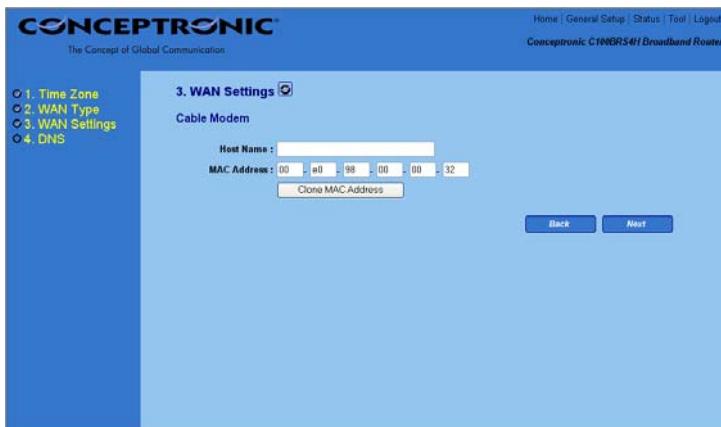 CONCEPTRONIC
The Concept of Global Communication
Home | General Setup | Status | Tool | Logout
Conceptronic C100BRS4H Broadband Router
1. Time Zone
2. WAN Type
3. WAN Settings
4. DNS
3. WAN Settings
Cable Modem
Host Name :
MAC Address : 00 - e0 - 98 - 00 - 00 - 32
Clone MAC Address
Back Next